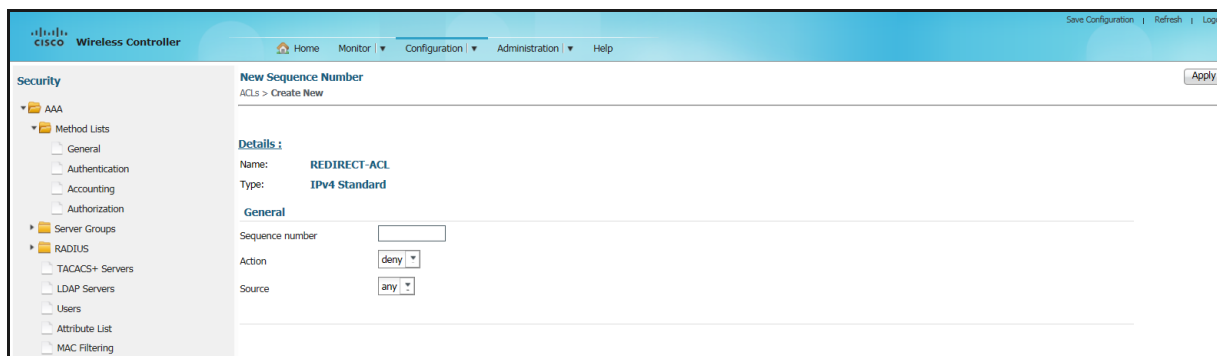 Save Configuration | Refresh | Log
CISCO Wireless Controller
Home Monitor Configuration Administration Help
Security
AAA
Method Lists
General
Authentication
Accounting
Authorization
Server Groups
RADIUS
TACACS+ Servers
LDAP Servers
Users
Attribute List
MAC Filtering
New Sequence Number
ACLs > Create New
Apply
Details :
Name: REDIRECT-ACL
Type: IPv4 Standard
General
Sequence number
Action deny
Source any